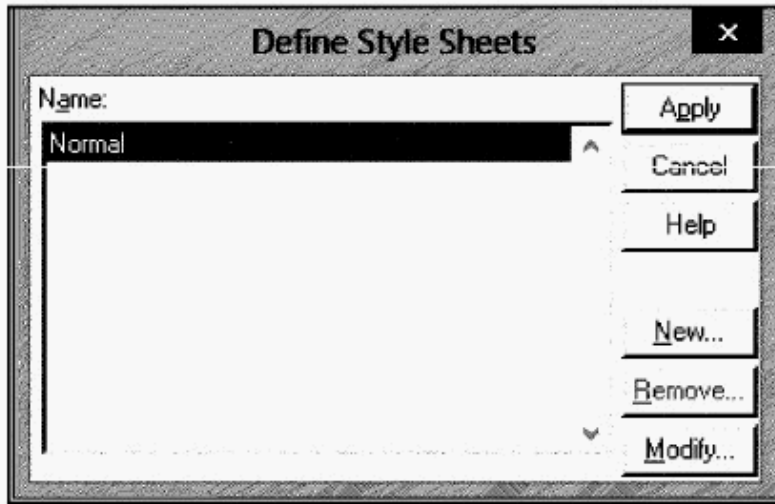 Define Style Sheets
Name:
Normal
Apply
Cancel
Help
New...
Remove...
Modify...